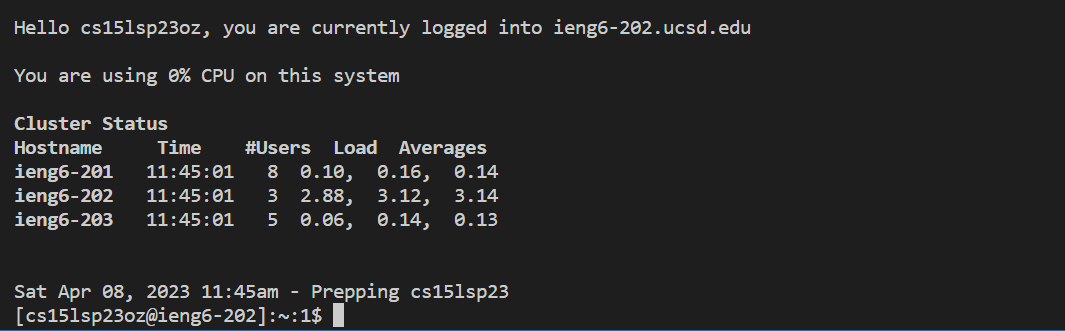 Hello cs15lsp23oz, you are currently logged into ieng6-202.ucsd.edu
You are using 0% CPU on this system
Cluster Status
Hostname     Time    #Users  Load  Averages
ieng6-201   11:45:01   8  0.10,  0.16,  0.14
ieng6-202   11:45:01   3  2.88,  3.12,  3.14
ieng6-203   11:45:01   5  0.06,  0.14,  0.13
Sat Apr 08, 2023 11:45am - Prepping cs15lsp23
[cs15lsp23oz@ieng6-202]:~:1$